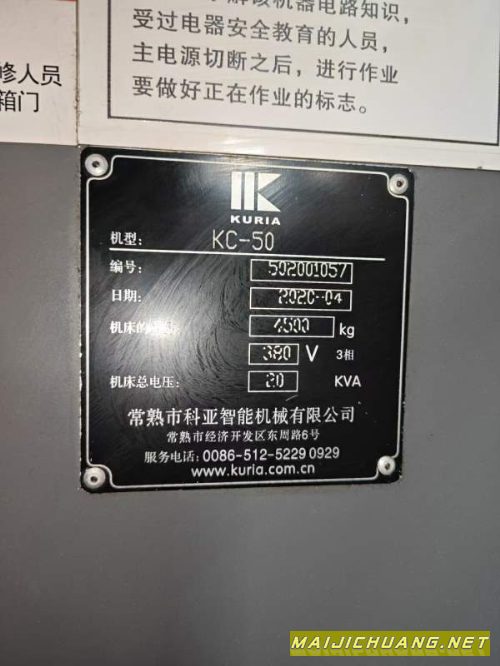 解该机器电路知识，
受过电器安全教育的人员，
主电源切断之后，进行作业
要做好正在作业的标志。
修人员
箱门
KURIA
机型: KC-50
编号: 502001057
日期: 2020-04
机床的 4500 kg
380 V 3相
机床总电压: 20 KVA
常熟市科亚智能机械有限公司
常熟市经济开发区东周路6号
服务电话: 0086-512-5229 0929
www.kuria.com.cn
MAIJICHUANG.NET